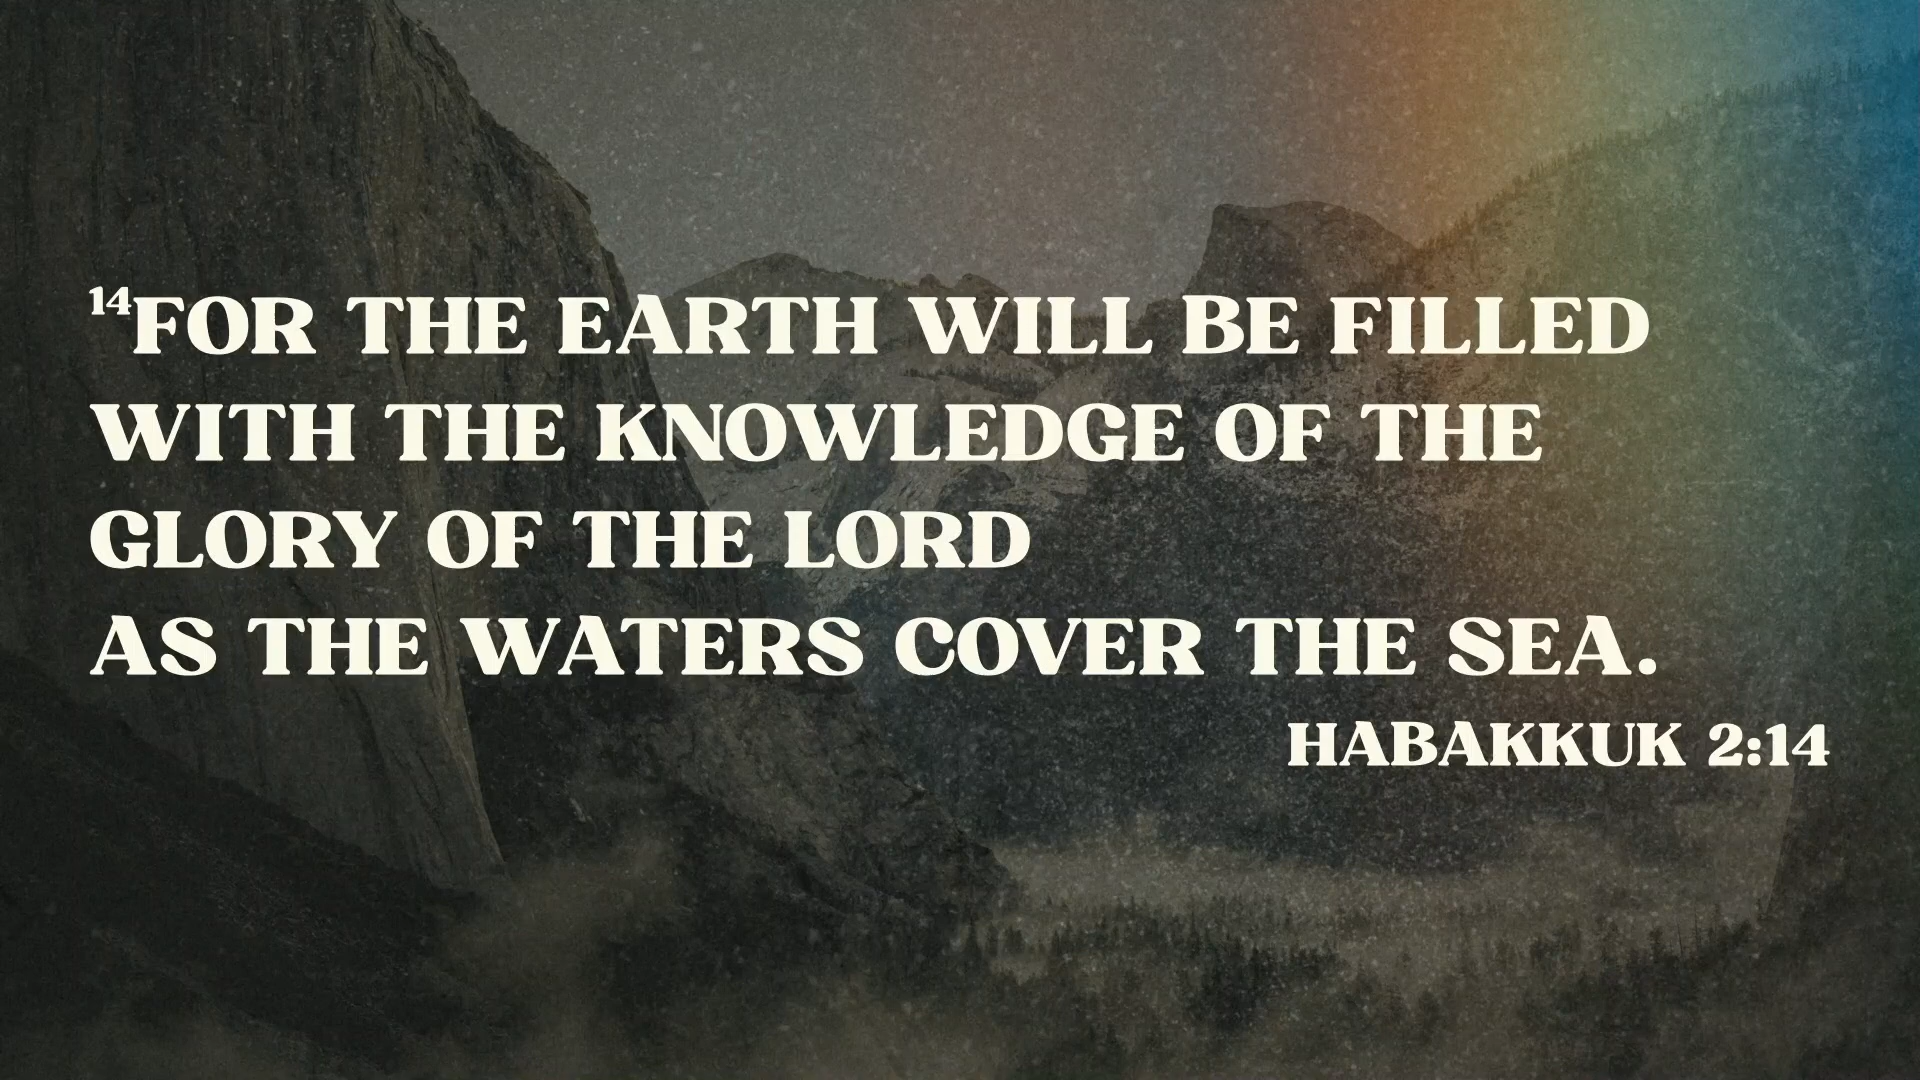 14FOR THE EARTH WILL BE FILLED
WITH THE KNOWLEDGE OF THE
GLORY OF THE LORD
AS THE WATERS COVER THE SEA.
HABAKKUK 2:14